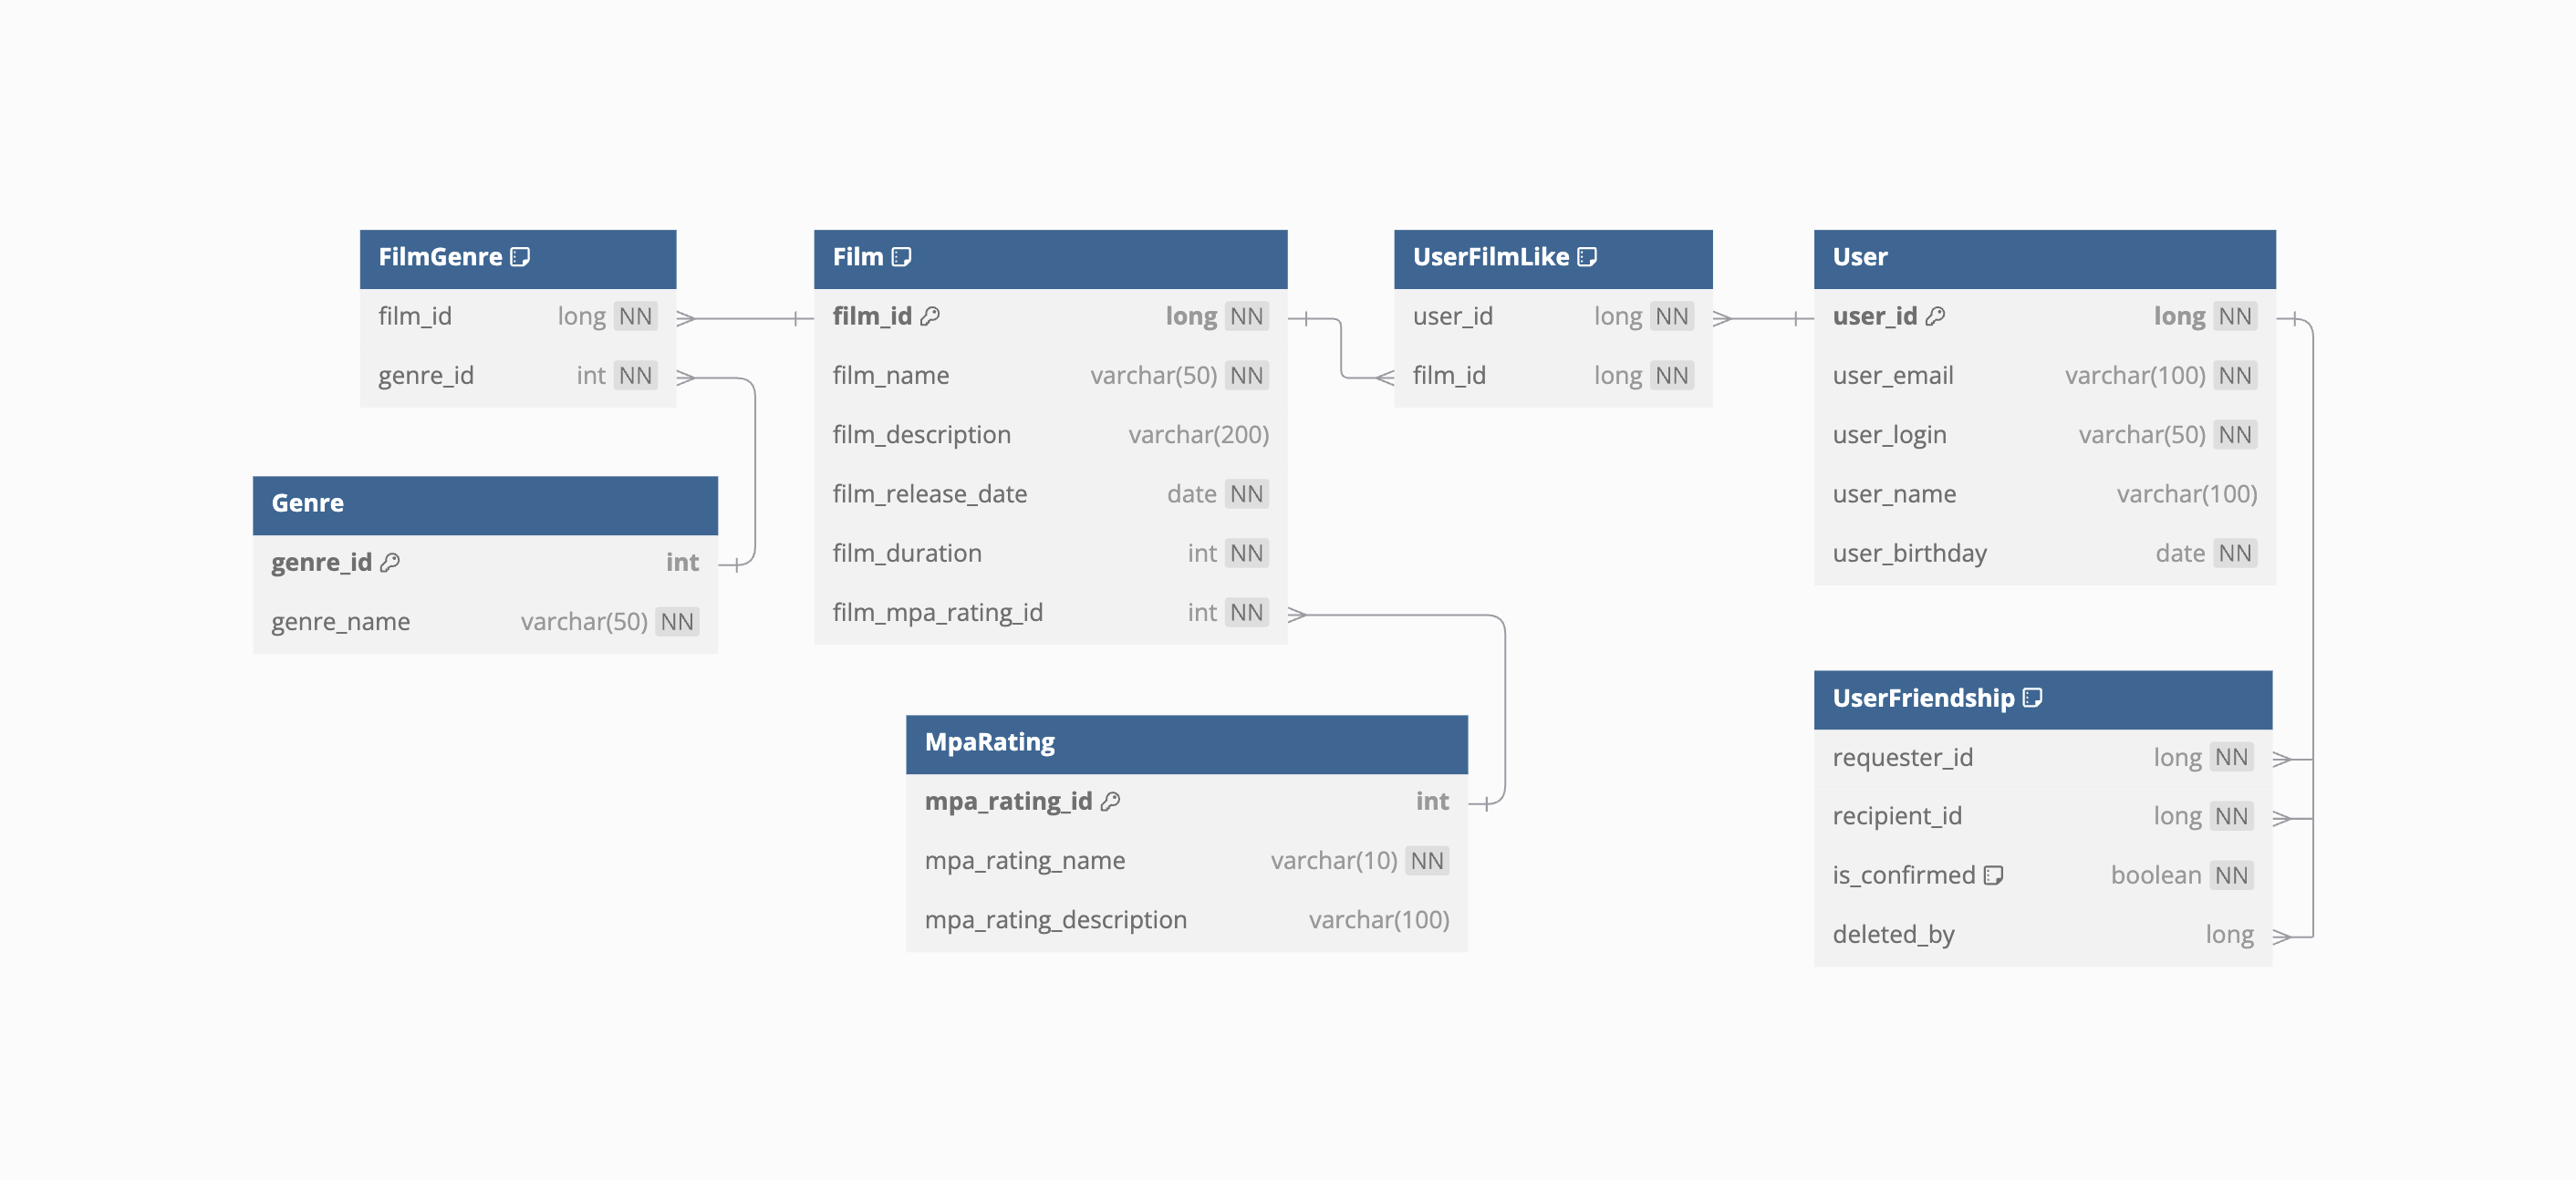 FilmGenre
film_id long NN
genre_id int NN
Genre
genre_id int
genre_name varchar(50) NN
Film
film_id long NN
film_name varchar(50) NN
film_description varchar(200)
film_release_date date NN
film_duration int NN
film_mpa_rating_id int NN
MpaRating
mpa_rating_id int
mpa_rating_name varchar(10) NN
mpa_rating_description varchar(100)
UserFilmLike
user_id long NN
film_id long NN
User
user_id long NN
user_email varchar(100) NN
user_login varchar(50) NN
user_name varchar(100)
user_birthday date NN
UserFriendship
requester_id long NN
recipient_id long NN
is_confirmed boolean NN
deleted_by long